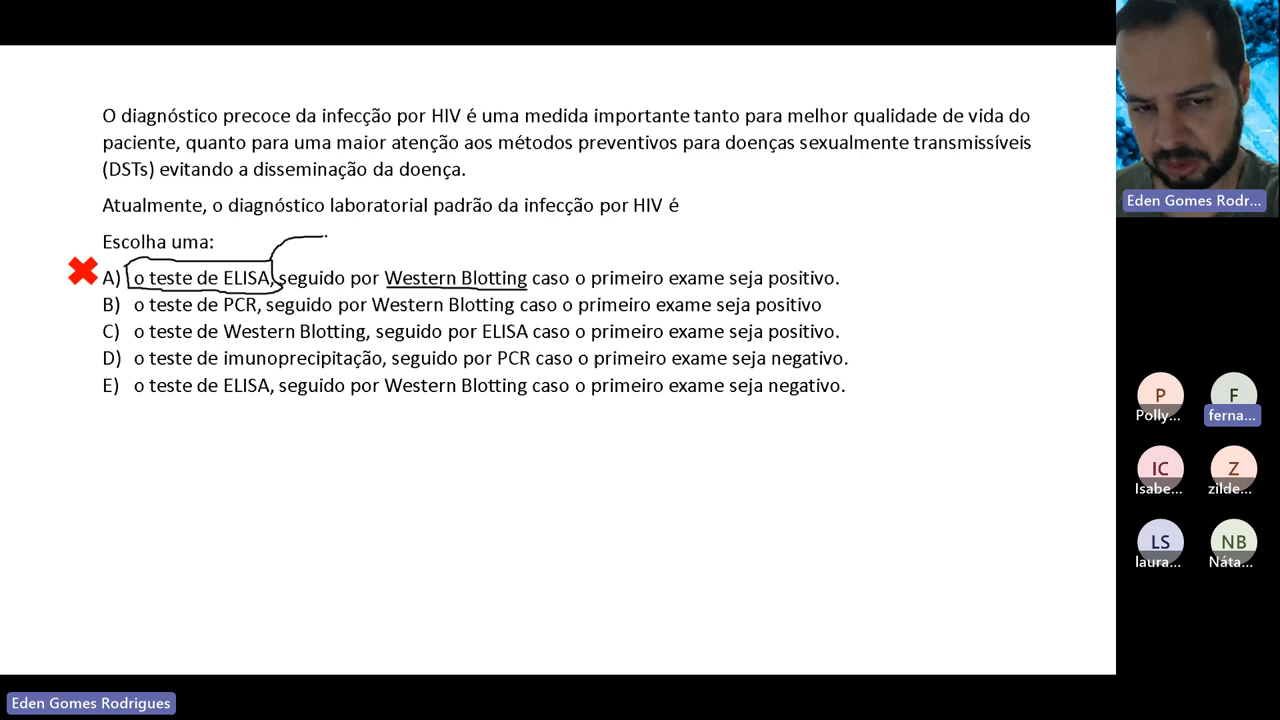 O diagnóstico precoce da infecção por HIV é uma medida importante tanto para melhor qualidade de vida do
paciente, quanto para uma maior atenção aos métodos preventivos para doenças sexualmente transmissíveis
(DSTs) evitando a disseminação da doença.
Atualmente, o diagnóstico laboratorial padrão da infecção por HIV é
Escolha uma:
A) o teste de ELISA, seguido por Western Blotting caso o primeiro exame seja positivo.
B) o teste de PCR, seguido por Western Blotting caso o primeiro exame seja positivo
C) o teste de Western Blotting, seguido por ELISA caso o primeiro exame seja positivo.
D) o teste de imunoprecipitação, seguido por PCR caso o primeiro exame seja negativo.
E) o teste de ELISA, seguido por Western Blotting caso o primeiro exame seja negativo.
Eden Gomes Rodr...
P
Polly...
F
ferna...
IC
Isabe...
Z
zilde...
LS
laura...
NB
Náta...
Eden Gomes Rodrigues